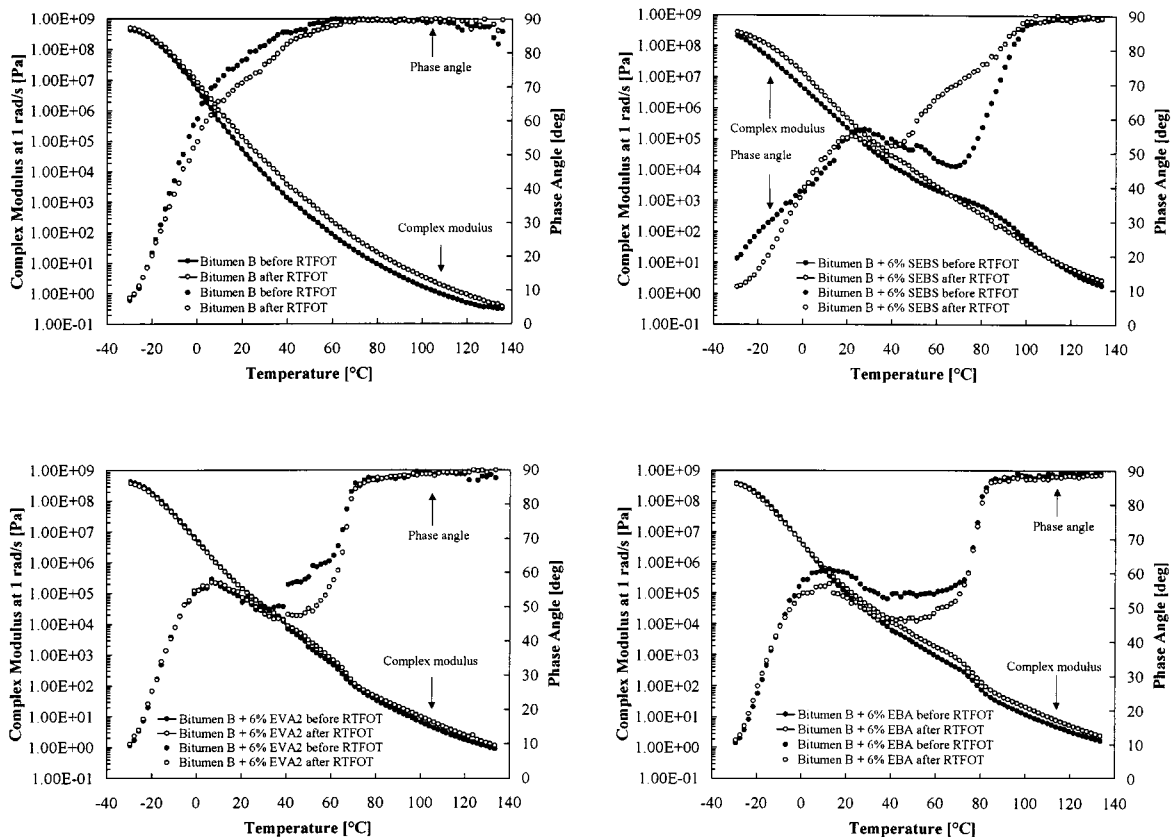 Complex Modulus at 1 rad/s [Pa]
1.00E+09
1.00E+08
1.00E+07
1.00E+06
1.00E+05
1.00E+04
1.00E+03
1.00E+02
1.00E+01
1.00E+00
1.00E-01
Phase angle
Complex modulus
Bitumen B before RTFOT
Bitumen B after RTFOT
Bitumen B before RTFOT
Bitumen B after RTFOT
90
80
70
60
50
40
30
20
10
0
Phase Angle [deg]
-40 -20 0 20 40 60 80 100 120 140
Temperature [°C]
Complex Modulus at 1 rad/s [Pa]
1.00E+09
1.00E+08
1.00E+07
1.00E+06
1.00E+05
1.00E+04
1.00E+03
1.00E+02
1.00E+01
1.00E+00
1.00E-01
Complex modulus
Phase angle
Bitumen B + 6% SEBS before RTFOT
Bitumen B + 6% SEBS after RTFOT
Bitumen B + 6% SEBS before RTFOT
Bitumen B + 6% SEBS after RTFOT
90
80
70
60
50
40
30
20
10
0
Phase Angle [deg]
-40 -20 0 20 40 60 80 100 120 140
Temperature [°C]
Complex Modulus at 1 rad/s [Pa]
1.00E+09
1.00E+08
1.00E+07
1.00E+06
1.00E+05
1.00E+04
1.00E+03
1.00E+02
1.00E+01
1.00E+00
1.00E-01
Phase angle
Complex modulus
Bitumen B + 6% EVA2 before RTFOT
Bitumen B + 6% EVA2 after RTFOT
Bitumen B + 6% EVA2 before RTFOT
Bitumen B + 6% EVA2 after RTFOT
90
80
70
60
50
40
30
20
10
0
Phase Angle [deg]
-40 -20 0 20 40 60 80 100 120 140
Temperature [°C]
Complex Modulus at 1 rad/s [Pa]
1.00E+09
1.00E+08
1.00E+07
1.00E+06
1.00E+05
1.00E+04
1.00E+03
1.00E+02
1.00E+01
1.00E+00
1.00E-01
Phase angle
Complex modulus
Bitumen B + 6% EBA before RTFOT
Bitumen B + 6% EBA after RTFOT
Bitumen B + 6% EBA before RTFOT
Bitumen B + 6% EBA after RTFOT
90
80
70
60
50
40
30
20
10
0
Phase Angle [deg]
-40 -20 0 20 40 60 80 100 120 140
Temperature [°C]